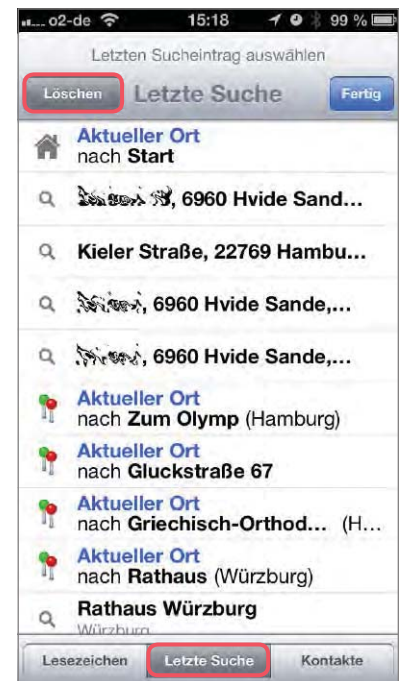 o2-de 15:18 99 %
Letzten Sucheintrag auswählen
Löschen Letzte Suche Fertig
Aktueller Ort
nach Start
, 6960 Hvide Sand...
Kieler Straße, 22769 Hambu...
, 6960 Hvide Sande,...
, 6960 Hvide Sande,...
Aktueller Ort
nach Zum Olymp (Hamburg)
Aktueller Ort
nach Gluckstraße 67
Aktueller Ort
nach Griechisch-Orthod... (H...
Aktueller Ort
nach Rathaus (Würzburg)
Rathaus Würzburg
Würzburg
Lesezeichen Letzte Suche Kontakte